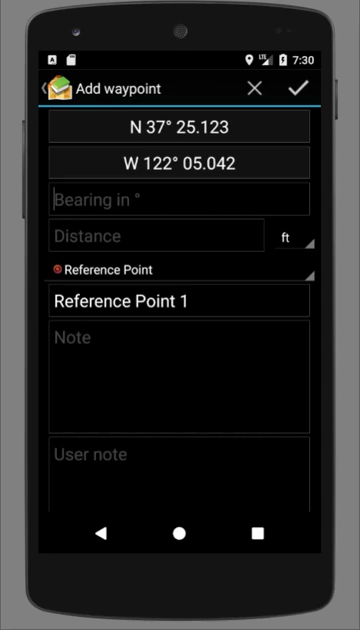 A
LTE
7:30
Add waypoint
N 37° 25.123
W 122° 05.042
Bearing in °
Distance
ft
Reference Point
Reference Point 1
Note
User note